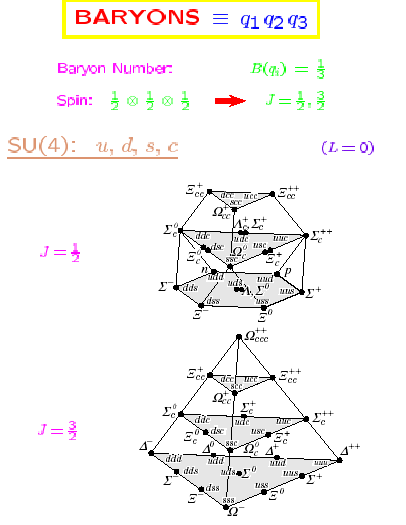 BARYONS ≡ q1 q2 q3
Baryon Number: B(qi) = 1/3
Spin: 1/2 ⊗ 1/2 ⊗ 1/2 J = 1/2, 3/2
SU(4): u, d, s, c (L = 0)
J = 1/2
Ξcc+ dcc ucc Ξcc++
scc
Ωcc+
Λc+, Σc+
Σc0 ddc udc uuc Σc++
dsc Ωc0 usc
Ξc0 ssc Ξc+
n udd uud p
Σ− dds uds Λ, Σ0 uus Σ+
dss uss
Ξ− Ξ0
J = 3/2
Ωccc++
Ξcc+ dcc ucc Ξcc++
scc
Ωcc+
Σc0 ddc udc Σc+ uuc Σc++
Ξc0 dsc usc Ξc+
ssc Ωc0
Δ− ddd Δ0 udd Δ+ uud uuu Δ++
Σ− dds uds Σ0 uus Σ+
Ξ− dss uss Ξ0
sss
Ω−